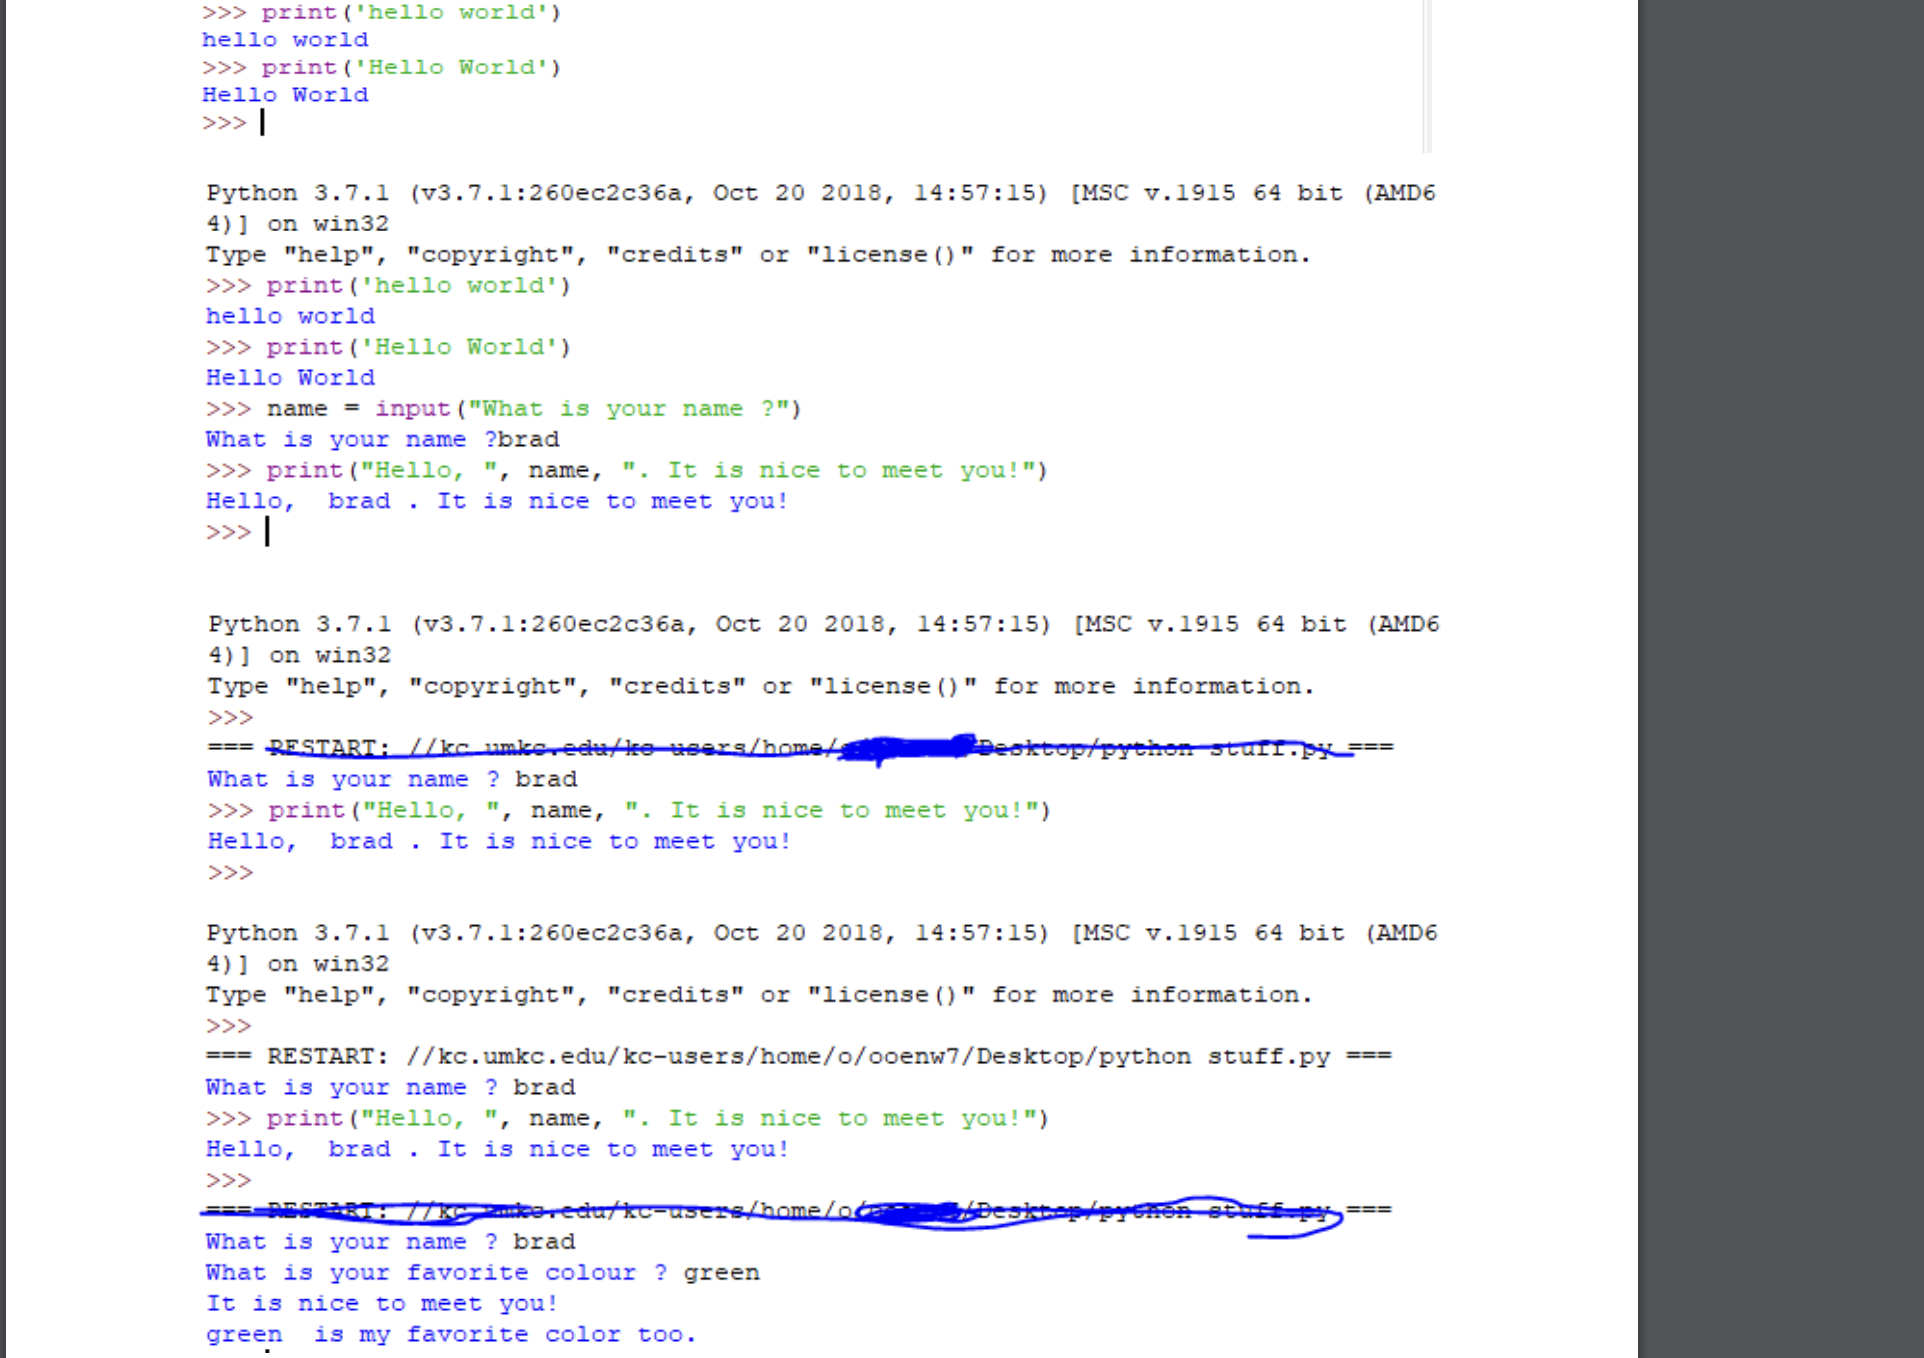 >>> print('hello world')
hello world
>>> print('Hello World')
Hello World
>>>
Python 3.7.1 (v3.7.1:260ec2c36a, Oct 20 2018, 14:57:15) [MSC v.1915 64 bit (AMD6
4)] on win32
Type "help", "copyright", "credits" or "license()" for more information.
>>> print('hello world')
hello world
>>> print('Hello World')
Hello World
>>> name = input("What is your name ?")
What is your name ?brad
>>> print("Hello, ", name, ". It is nice to meet you!")
Hello,  brad . It is nice to meet you!
>>>
Python 3.7.1 (v3.7.1:260ec2c36a, Oct 20 2018, 14:57:15) [MSC v.1915 64 bit (AMD6
4)] on win32
Type "help", "copyright", "credits" or "license()" for more information.
>>>
=== RESTART: //kc.umkc.edu/kc-users/home/ /Desktop/python stuff.py ===
What is your name ? brad
>>> print("Hello, ", name, ". It is nice to meet you!")
Hello,  brad . It is nice to meet you!
>>>
Python 3.7.1 (v3.7.1:260ec2c36a, Oct 20 2018, 14:57:15) [MSC v.1915 64 bit (AMD6
4)] on win32
Type "help", "copyright", "credits" or "license()" for more information.
>>>
=== RESTART: //kc.umkc.edu/kc-users/home/o/ooenw7/Desktop/python stuff.py ===
What is your name ? brad
>>> print("Hello, ", name, ". It is nice to meet you!")
Hello,  brad . It is nice to meet you!
>>>
=== RESTART: //kc.umkc.edu/kc-users/home/o/ /Desktop/python stuff.py ===
What is your name ? brad
What is your favorite colour ? green
It is nice to meet you!
green  is my favorite color too.